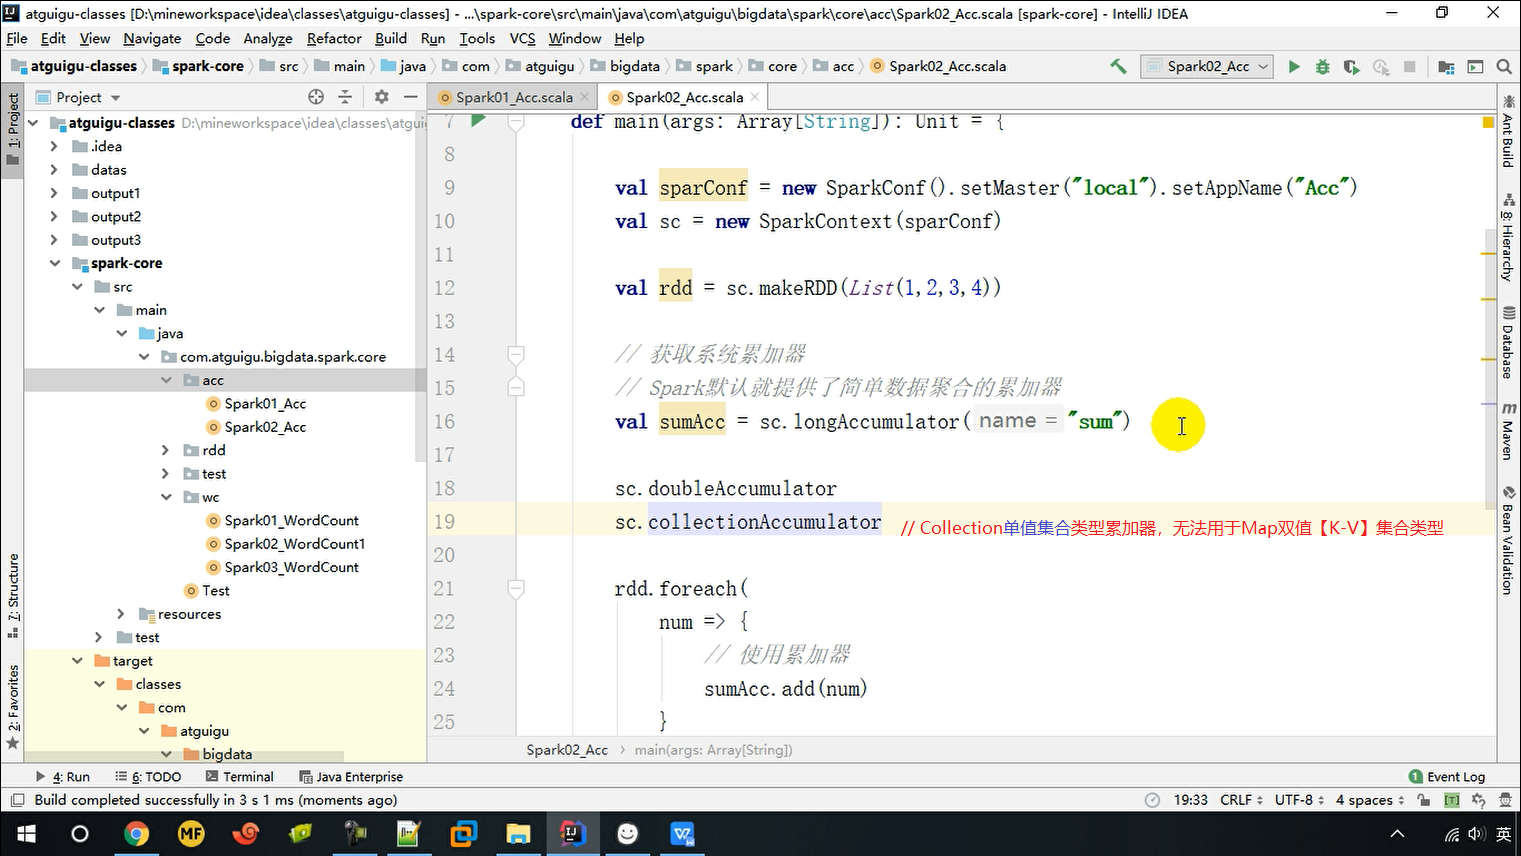 atguigu-classes [D:\mineworkspace\idea\classes\atguigu-classes] - ...\spark-core\src\main\java\com\atguigu\bigdata\spark\core\acc\Spark02_Acc.scala [spark-core] - IntelliJ IDEA
File Edit View Navigate Code Analyze Refactor Build Run Tools VCS Window Help
atguigu-classes spark-core src main java com atguigu bigdata spark core acc Spark02_Acc.scala Spark02_Acc
1: Project
7: Structure
2: Favorites
Project
atguigu-classes D:\mineworkspace\idea\classes\atgui
.idea
datas
output1
output2
output3
spark-core
src
main
java
com.atguigu.bigdata.spark.core
acc
Spark01_Acc
Spark02_Acc
rdd
test
wc
Spark01_WordCount
Spark02_WordCount1
Spark03_WordCount
Test
resources
test
target
classes
com
atguigu
bigdata
Spark01_Acc.scala Spark02_Acc.scala
7 def main(args: Array[String]): Unit = {
8
9 val sparConf = new SparkConf().setMaster("local").setAppName("Acc")
10 val sc = new SparkContext(sparConf)
11
12 val rdd = sc.makeRDD(List(1,2,3,4))
13
14 // 获取系统累加器
15 // Spark默认就提供了简单数据聚合的累加器
16 val sumAcc = sc.longAccumulator( name = "sum")
17
18 sc.doubleAccumulator
19 sc.collectionAccumulator // Collection单值集合类型累加器，无法用于Map双值【K-V】集合类型
20
21 rdd.foreach(
22 num => {
23 // 使用累加器
24 sumAcc.add(num)
25 }
Spark02_Acc main(args: Array[String])
Ant Build
8: Hierarchy
Database
Maven
Bean Validation
4: Run 6: TODO Terminal Java Enterprise 1 Event Log
Build completed successfully in 3 s 1 ms (moments ago) 19:33 CRLF UTF-8 4 spaces
英